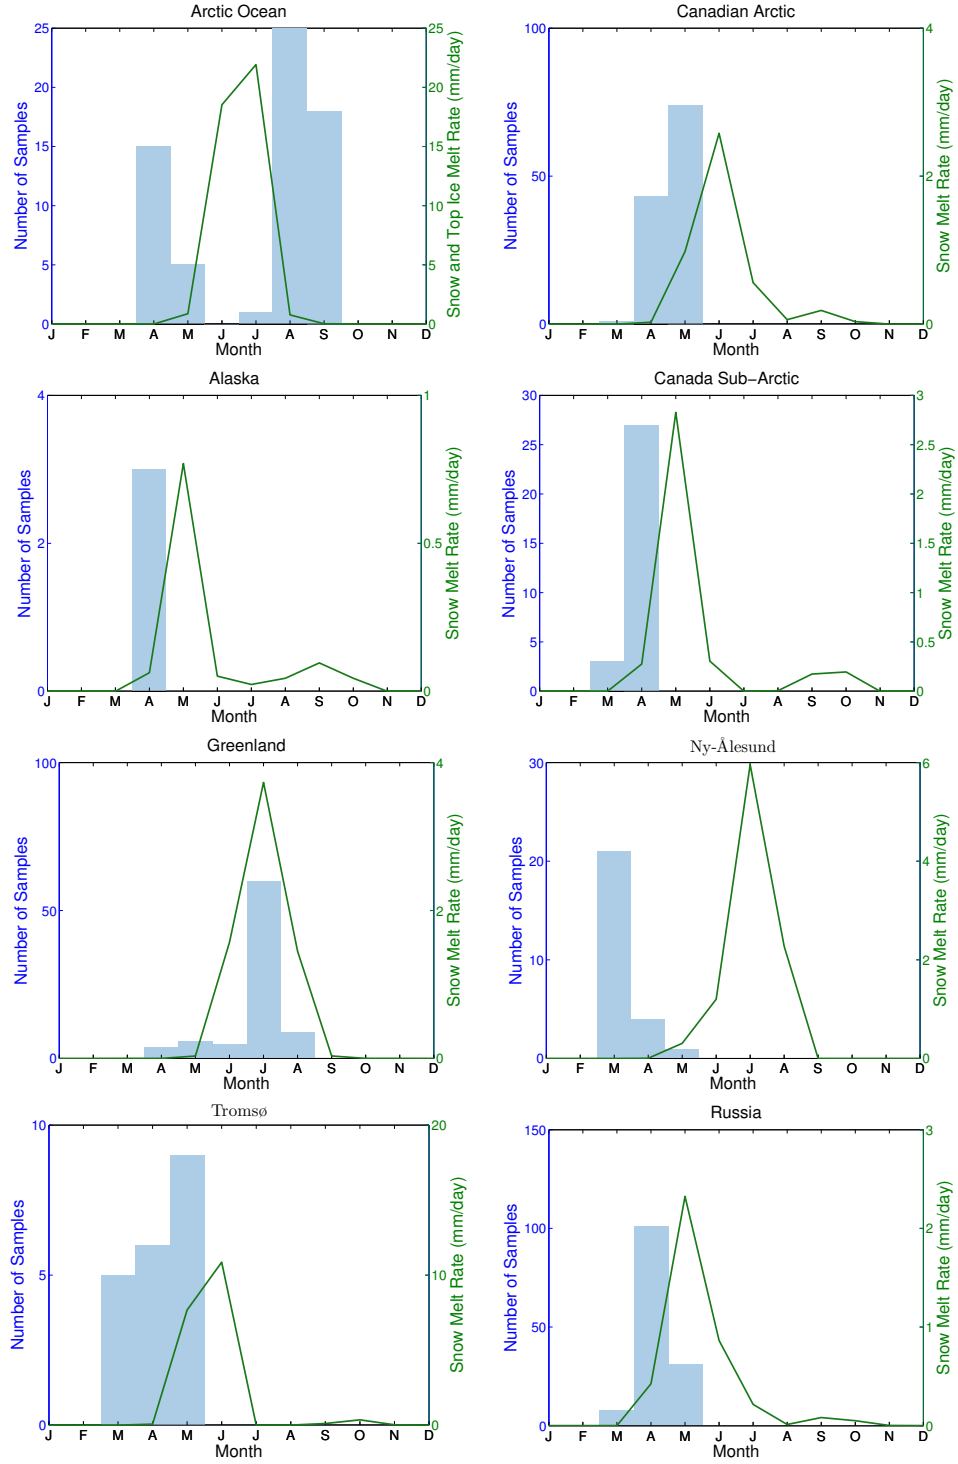 Arctic Ocean
Number of Samples
0 5 10 15 20 25
Snow and Top Ice Melt Rate (mm/day)
0 5 10 15 20 25
J F M A M J J A S O N D
Month
Canadian Arctic
Number of Samples
0 50 100
Snow Melt Rate (mm/day)
0 2 4
J F M A M J J A S O N D
Month
Alaska
Number of Samples
0 2 4
Snow Melt Rate (mm/day)
0 0.5 1
J F M A M J J A S O N D
Month
Canada Sub−Arctic
Number of Samples
0 5 10 15 20 25 30
Snow Melt Rate (mm/day)
0 0.5 1 1.5 2 2.5 3
J F M A M J J A S O N D
Month
Greenland
Number of Samples
0 50 100
Snow Melt Rate (mm/day)
0 2 4
J F M A M J J A S O N D
Month
Ny-Ålesund
Number of Samples
0 10 20 30
Snow Melt Rate (mm/day)
0 2 4 6
J F M A M J J A S O N D
Month
Tromsø
Number of Samples
0 5 10
Snow Melt Rate (mm/day)
0 10 20
J F M A M J J A S O N D
Month
Russia
Number of Samples
0 50 100 150
Snow Melt Rate (mm/day)
0 1 2 3
J F M A M J J A S O N D
Month